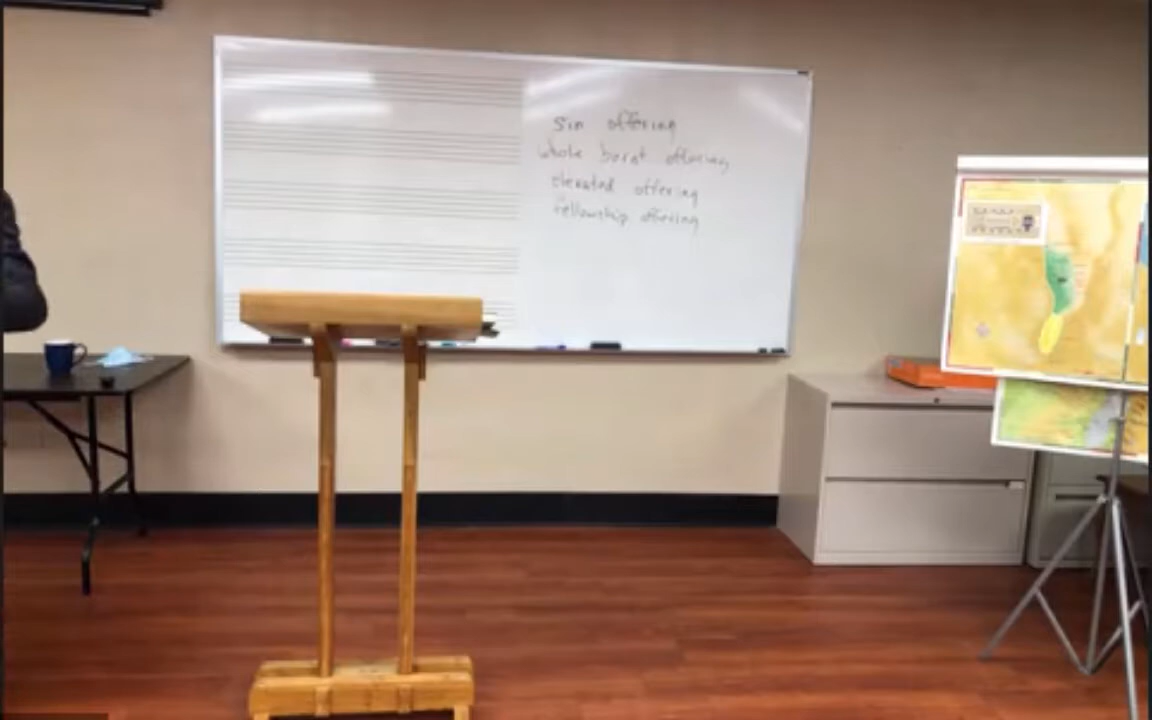 sin offering
whole burnt offering
elevated offering
fellowship offering